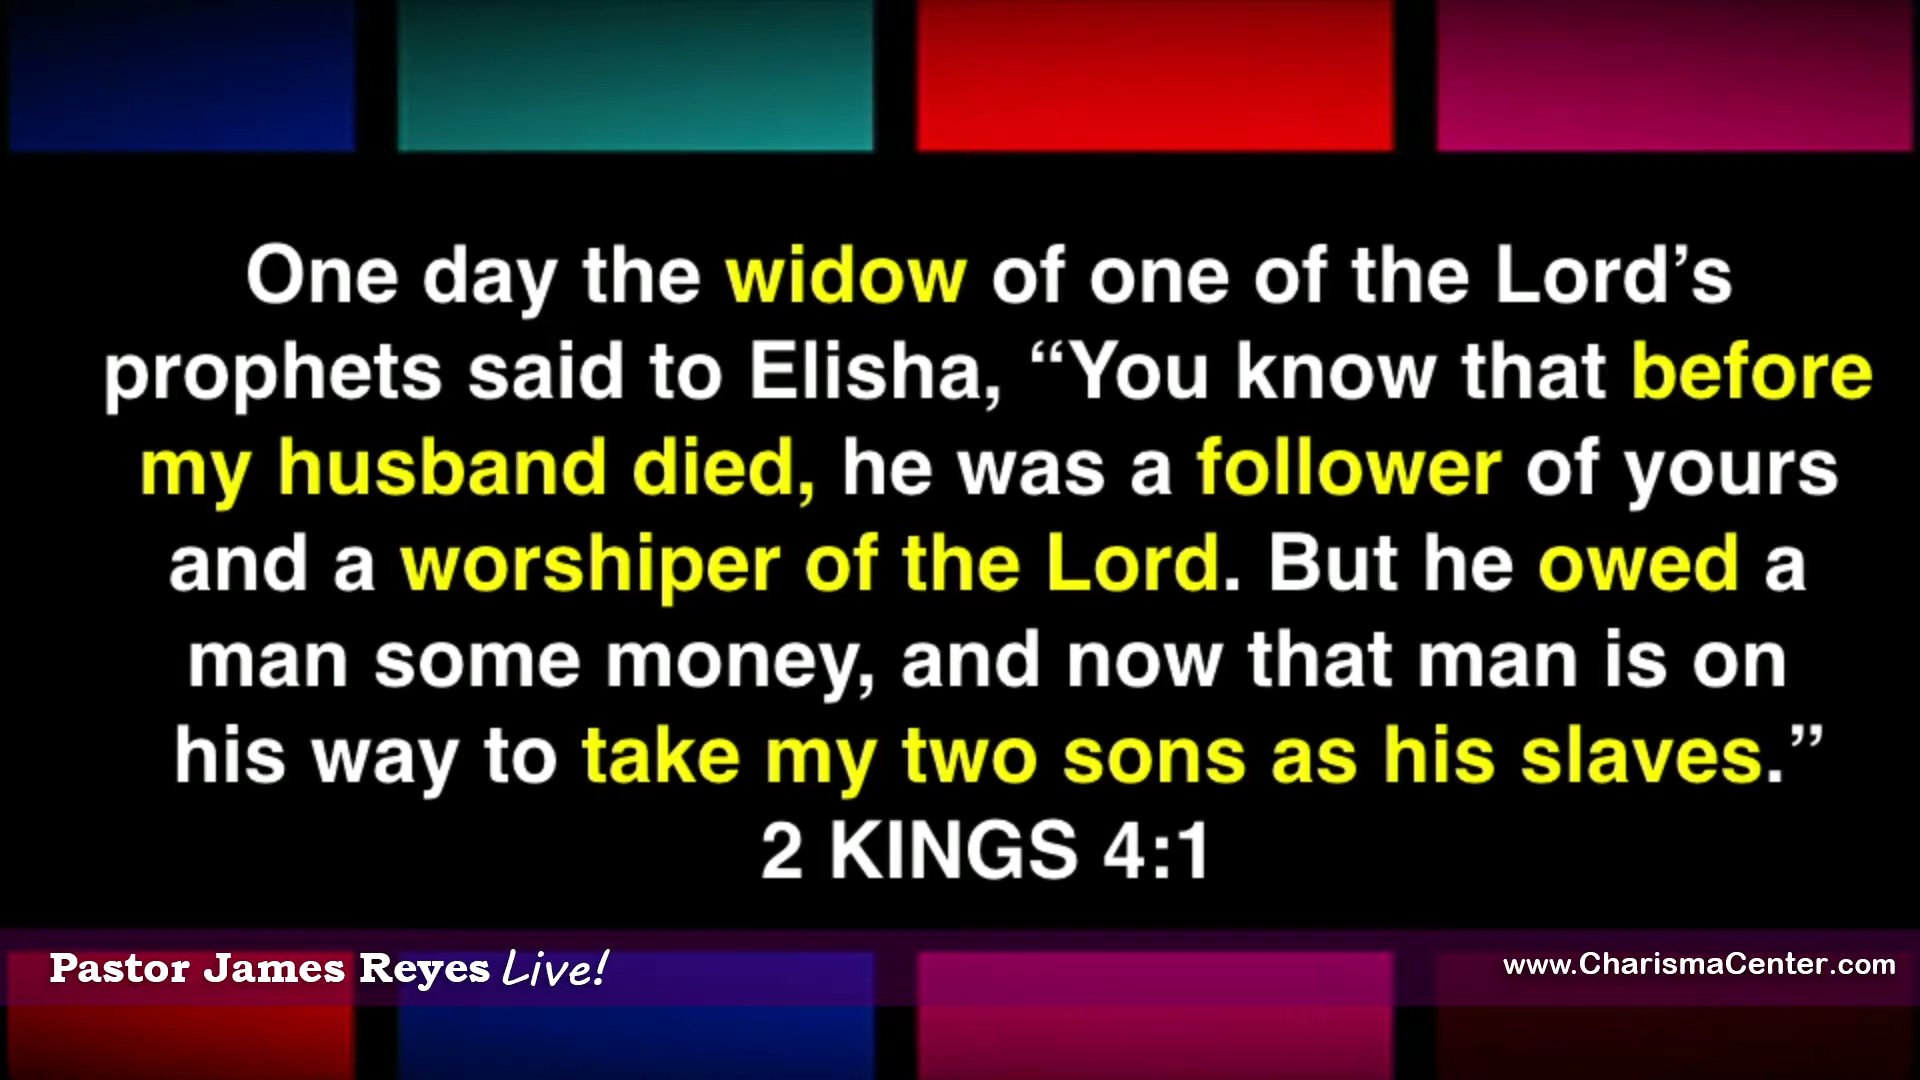 One day the widow of one of the Lord’s
prophets said to Elisha, “You know that before
my husband died, he was a follower of yours
and a worshiper of the Lord. But he owed a
man some money, and now that man is on
his way to take my two sons as his slaves.”
2 KINGS 4:1
Pastor James Reyes Live!
www.CharismaCenter.com